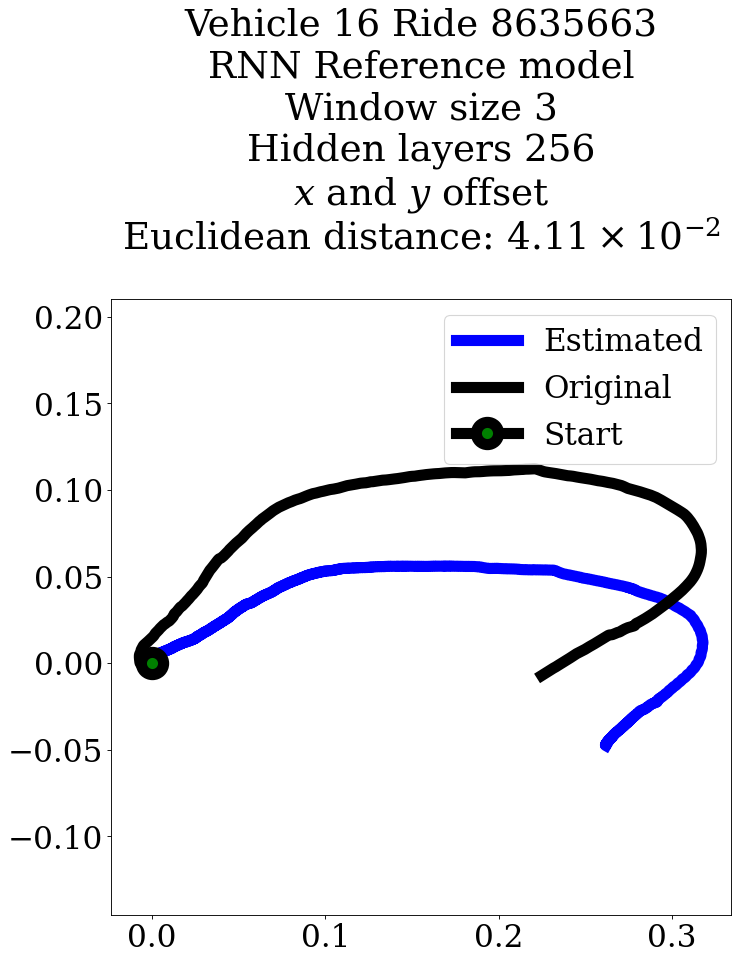 Vehicle 16 Ride 8635663
RNN Reference model
Window size 3
Hidden layers 256
x and y offset
Euclidean distance: 4.11 × 10⁻²
Estimated
Original
Start
0.20
0.15
0.10
0.05
0.00
−0.05
−0.10
0.0 0.1 0.2 0.3